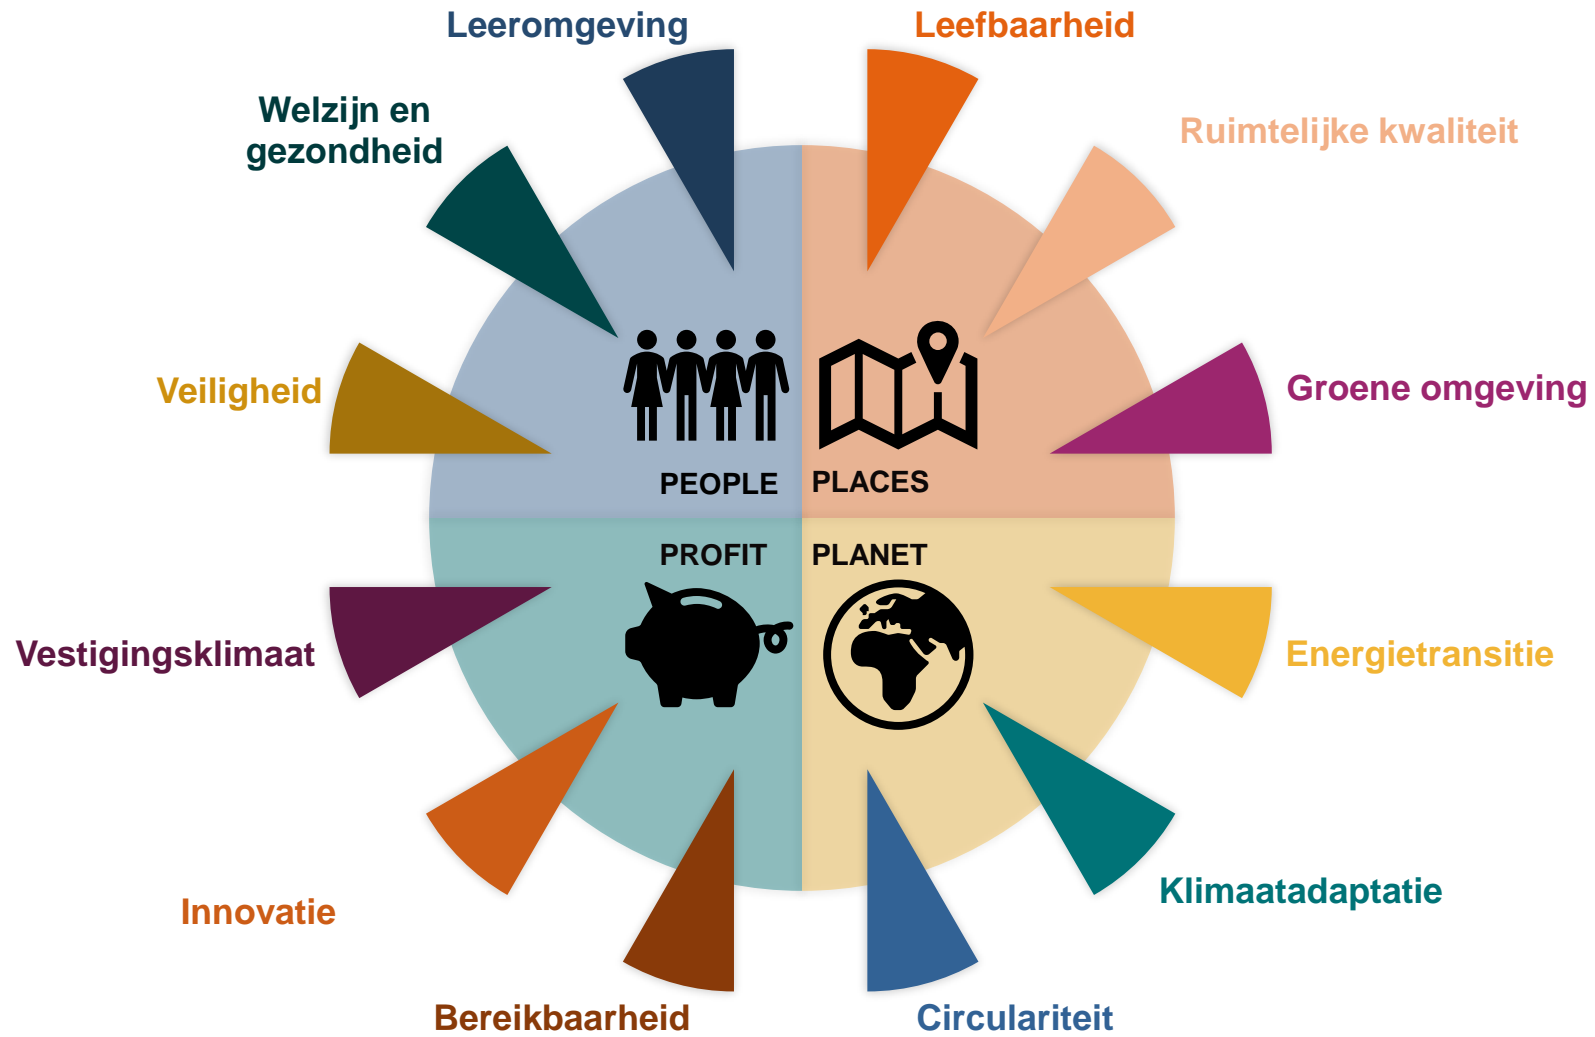 Leeromgeving
Leefbaarheid
Welzijn en
gezondheid
Ruimtelijke kwaliteit
Veiligheid
Groene omgeving
PEOPLE
PLACES
PROFIT
PLANET
Vestigingsklimaat
Energietransitie
Innovatie
Klimaatadaptatie
Bereikbaarheid
Circulariteit